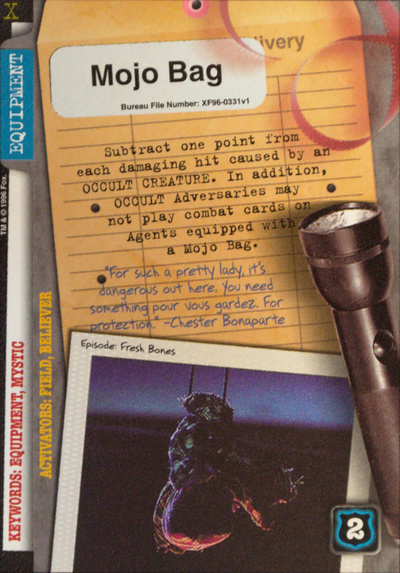 X
ivery
Mojo Bag
Bureau File Number: XF96-0331v1
EQUIPMENT
Subtract one point from
each damaging hit caused by an
OCCULT CREATURE. In addition,
OCCULT Adversaries may
not play combat cards on
Agents equipped with
a Mojo Bag.
"For such a pretty lady, it's
dangerous out here. You need
something pour vous gardez. For
protection." -Chester Bonaparte
Episode: Fresh Bones
TM & © 1996 Fox.
KEYWORDS: EQUIPMENT, MYSTIC
ACTIVATORS: FIELD, BELIEVER
2